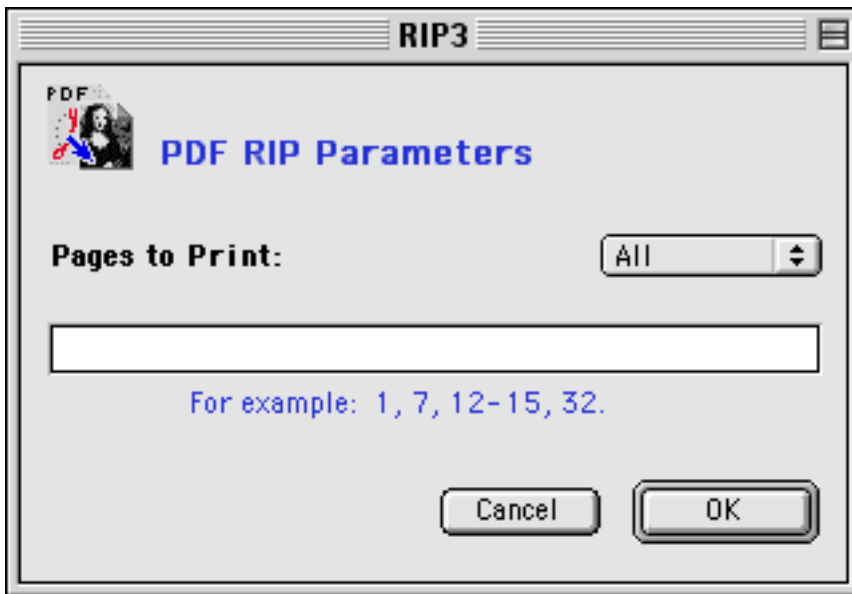 RIP3
PDF
PDF RIP Parameters
Pages to Print:
All
For example: 1, 7, 12-15, 32.
Cancel
OK